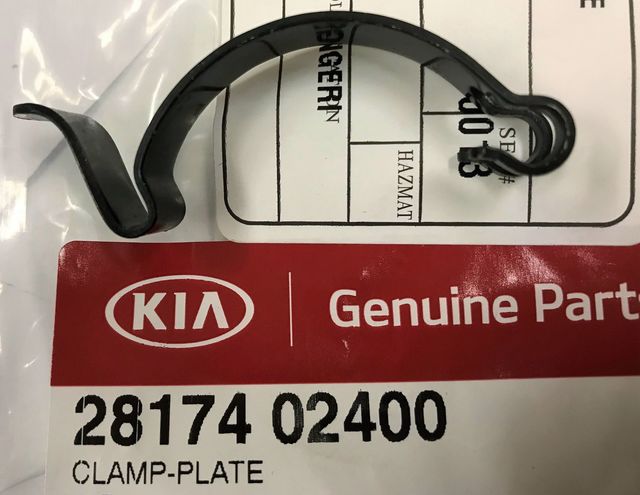 E
HAZMAT
KIA
Genuine Parts
28174 02400
CLAMP-PLATE